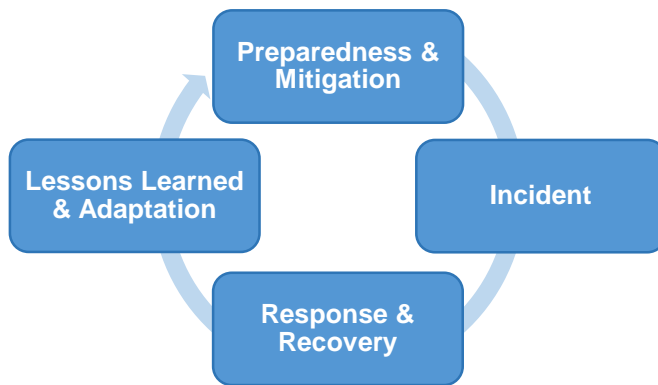 Preparedness &
Mitigation
Incident
Response &
Recovery
Lessons Learned
& Adaptation